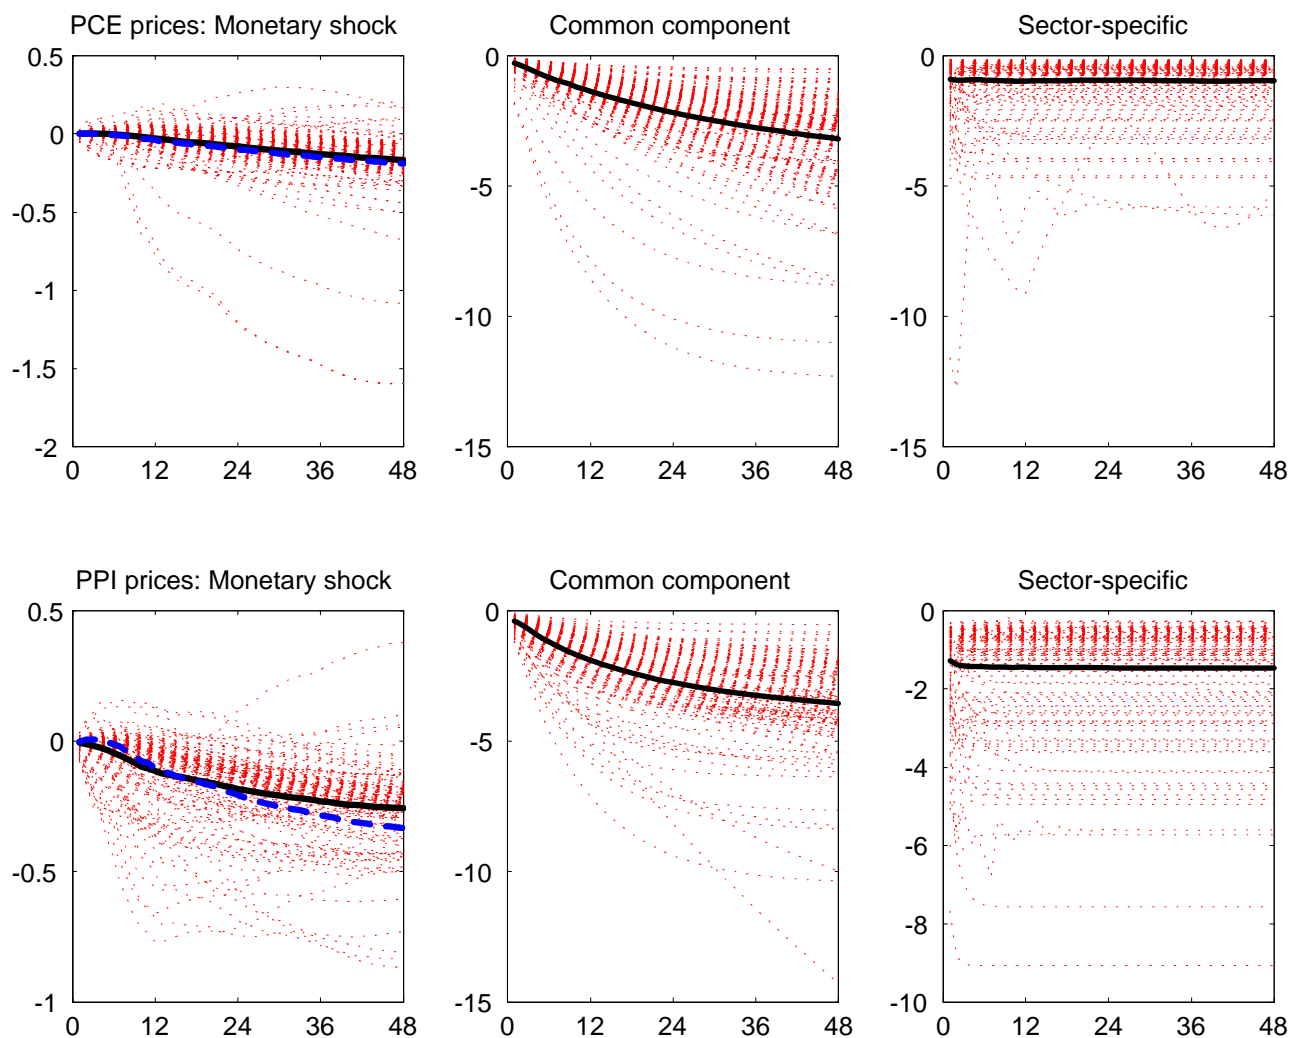 PCE prices: Monetary shock
0.5
0
-0.5
-1
-1.5
-2
0 12 24 36 48
Common component
0
-5
-10
-15
0 12 24 36 48
Sector-specific
0
-5
-10
-15
0 12 24 36 48
PPI prices: Monetary shock
0.5
0
-0.5
-1
0 12 24 36 48
Common component
0
-5
-10
-15
0 12 24 36 48
Sector-specific
0
-2
-4
-6
-8
-10
0 12 24 36 48